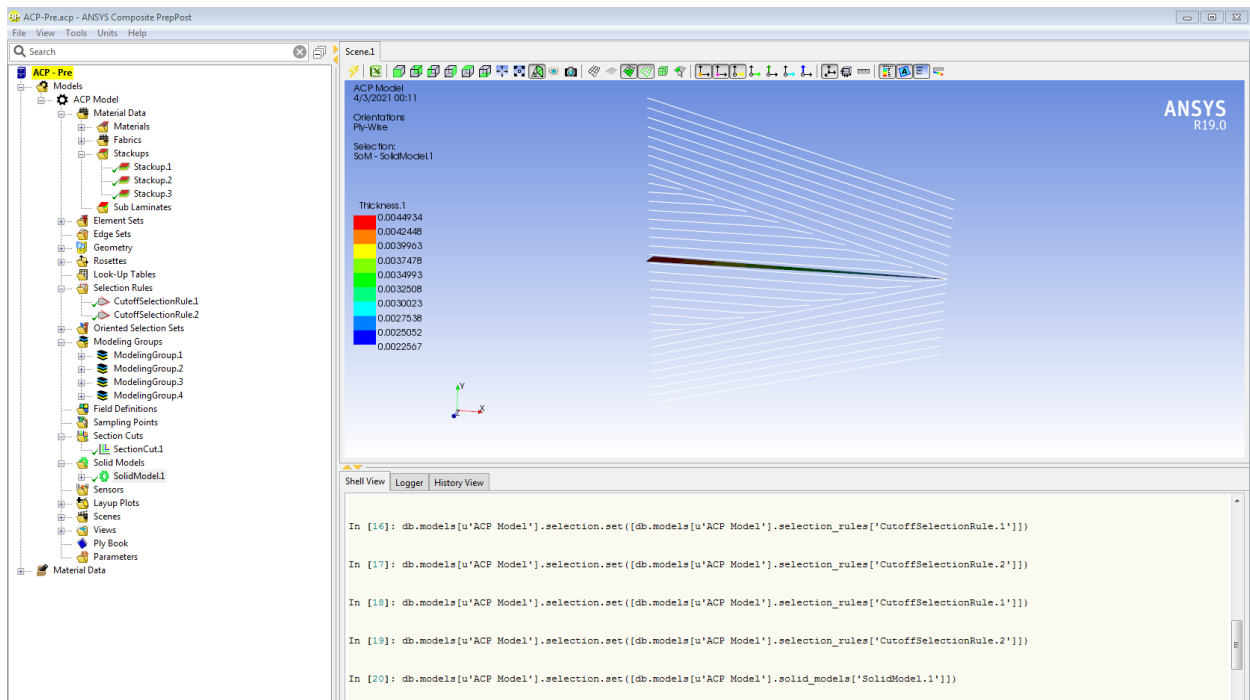 ACP-Pre.acp - ANSYS Composite PrepPost
File View Tools Units Help
Search
ACP - Pre
Models
ACP Model
Material Data
Materials
Fabrics
Stackups
Stackup.1
Stackup.2
Stackup.3
Sub Laminates
Element Sets
Edge Sets
Geometry
Rosettes
Look-Up Tables
Selection Rules
CutoffSelectionRule.1
CutoffSelectionRule.2
Oriented Selection Sets
Modeling Groups
ModelingGroup.1
ModelingGroup.2
ModelingGroup.3
ModelingGroup.4
Field Definitions
Sampling Points
Section Cuts
SectionCut.1
Solid Models
SolidModel.1
Sensors
Layup Plots
Scenes
Views
Ply Book
Parameters
Material Data
Scene.1
ACP Model
4/3/2021 00:11
Orientations
Ply-Wise
Selection:
SoM - SolidModel.1
Thickness.1
0.0044934
0.0042448
0.0039963
0.0037478
0.0034993
0.0032508
0.0030023
0.0027538
0.0025052
0.0022567
ANSYS
R19.0
Y
X
Z
Shell View Logger History View
In [16]: db.models[u'ACP Model'].selection.set([db.models[u'ACP Model'].selection_rules['CutoffSelectionRule.1']])
In [17]: db.models[u'ACP Model'].selection.set([db.models[u'ACP Model'].selection_rules['CutoffSelectionRule.2']])
In [18]: db.models[u'ACP Model'].selection.set([db.models[u'ACP Model'].selection_rules['CutoffSelectionRule.1']])
In [19]: db.models[u'ACP Model'].selection.set([db.models[u'ACP Model'].selection_rules['CutoffSelectionRule.2']])
In [20]: db.models[u'ACP Model'].selection.set([db.models[u'ACP Model'].solid_models['SolidModel.1']])